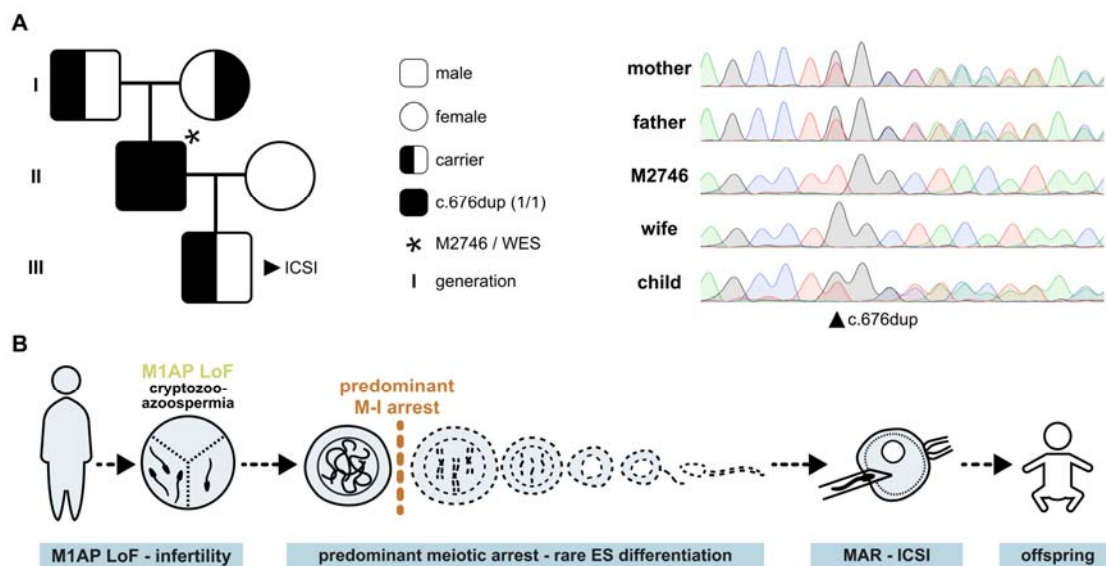 A
I
II
III
ICSI
male
female
carrier
c.676dup (1/1)
M2746 / WES
I generation
mother
father
M2746
wife
child
c.676dup
B
M1AP LoF
cryptozoo-
azoospermia
predominant
M-I arrest
M1AP LoF - infertility
predominant meiotic arrest - rare ES differentiation
MAR - ICSI
offspring